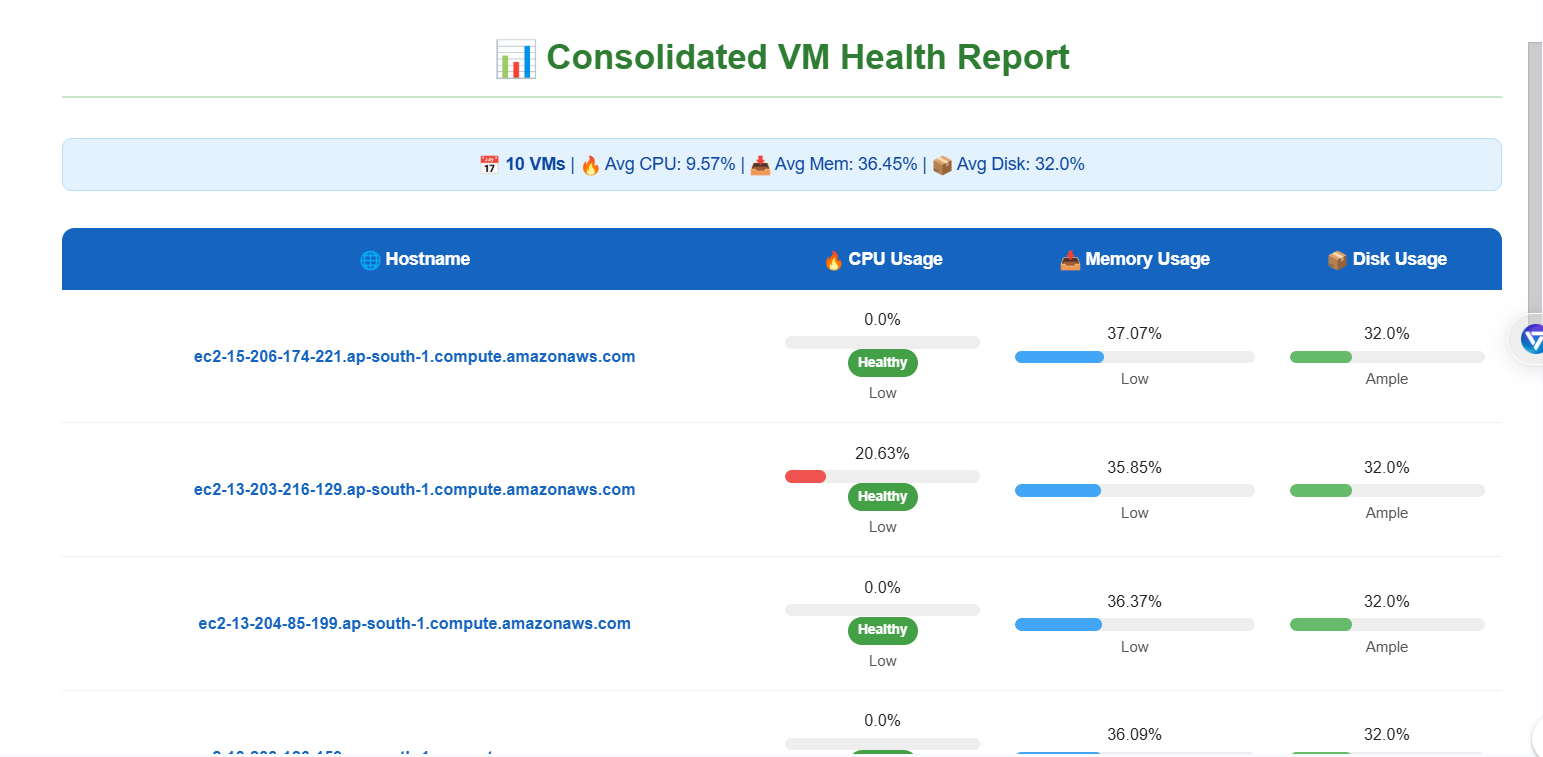 📊 Consolidated VM Health Report
📅 10 VMs | 🔥 Avg CPU: 9.57% | 📥 Avg Mem: 36.45% | 📦 Avg Disk: 32.0%
🌐 Hostname 🔥 CPU Usage 📥 Memory Usage 📦 Disk Usage
0.0%
37.07% 32.0%
ec2-15-206-174-221.ap-south-1.compute.amazonaws.com
Healthy
Low Ample
Low
20.63%
35.85% 32.0%
ec2-13-203-216-129.ap-south-1.compute.amazonaws.com
Healthy
Low Ample
Low
0.0%
36.37% 32.0%
ec2-13-204-85-199.ap-south-1.compute.amazonaws.com
Healthy
Low Ample
Low
0.0%
36.09% 32.0%
Healthy